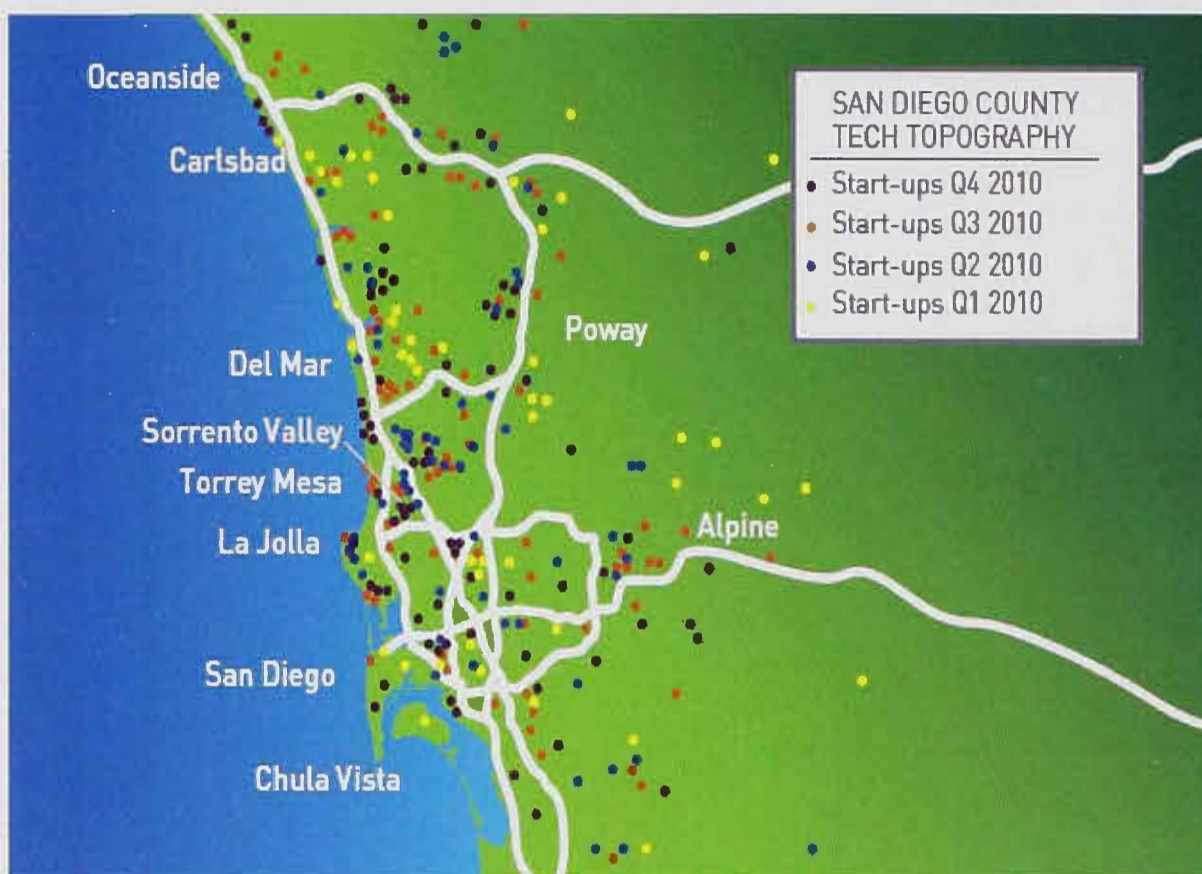 Oceanside
Carlsbad
Del Mar
Poway
Sorrento Valley
Torrey Mesa
La Jolla
Alpine
San Diego
Chula Vista
SAN DIEGO COUNTY
TECH TOPOGRAPHY
Start-ups Q4 2010
Start-ups Q3 2010
Start-ups Q2 2010
Start-ups Q1 2010